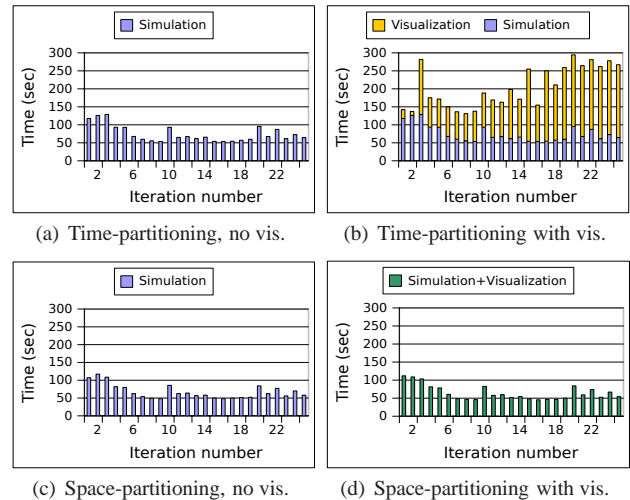 Simulation
Time (sec)
300
250
200
150
100
50
0
2 6 10 14 18 22
Iteration number
(a) Time-partitioning, no vis.
Visualization Simulation
Time (sec)
300
250
200
150
100
50
0
2 6 10 14 18 22
Iteration number
(b) Time-partitioning with vis.
Simulation
Time (sec)
300
250
200
150
100
50
0
2 6 10 14 18 22
Iteration number
(c) Space-partitioning, no vis.
Simulation+Visualization
Time (sec)
300
250
200
150
100
50
0
2 6 10 14 18 22
Iteration number
(d) Space-partitioning with vis.